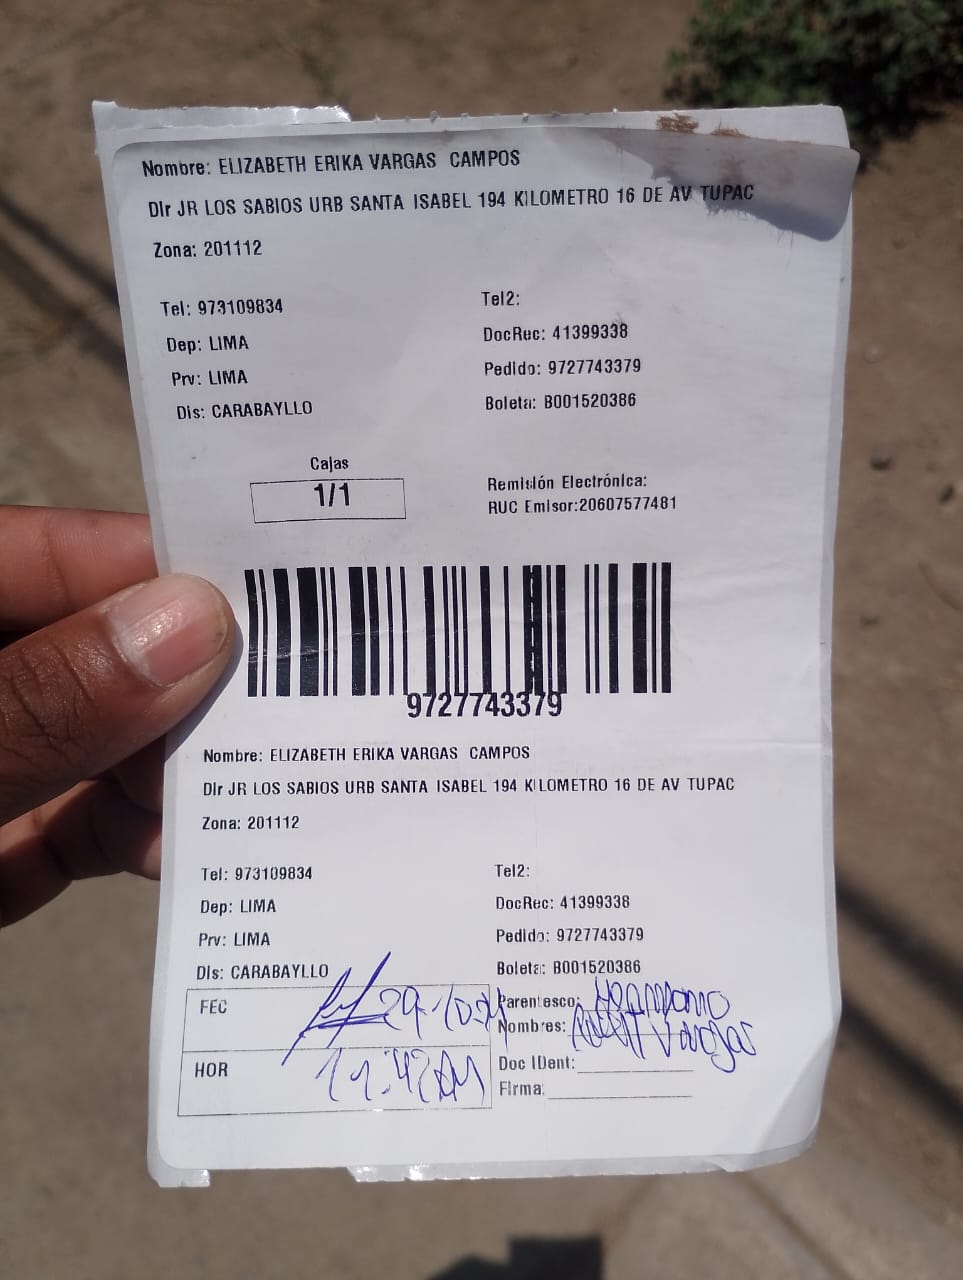 Nombre: ELIZABETH ERIKA VARGAS CAMPOS
Dir JR LOS SABIOS URB SANTA ISABEL 194 KILOMETRO 16 DE AV TUPAC
Zona: 201112
Tel: 973109834
Tel2:
Dep: LIMA
DocRec: 41399338
Prv: LIMA
Pedido: 9727743379
Dis: CARABAYLLO
Boleta: B001520386
Cajas
1/1
Remisión Electrónica:
RUC Emisor:20607577481
9727743379
Nombre: ELIZABETH ERIKA VARGAS CAMPOS
Dir JR LOS SABIOS URB SANTA ISABEL 194 KILOMETRO 16 DE AV TUPAC
Zona: 201112
Tel: 973109834
Tel2:
Dep: LIMA
DocRec: 41399338
Prv: LIMA
Pedido: 9727743379
Dis: CARABAYLLO
Boleta: B001520386
FEC
Parentesco:
Nombres: Vargas
HOR 11:42AM
Doc IDent:
Firma: